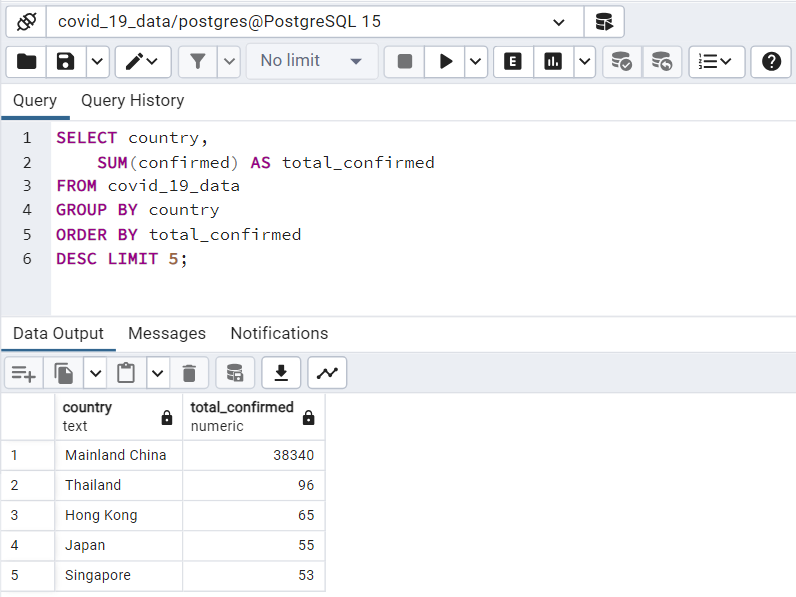 covid_19_data/postgres@PostgreSQL 15
No limit
E
Query Query History
1 SELECT country,
2 SUM(confirmed) AS total_confirmed
3 FROM covid_19_data
4 GROUP BY country
5 ORDER BY total_confirmed
6 DESC LIMIT 5;
Data Output Messages Notifications
country total_confirmed
text numeric
1 Mainland China 38340
2 Thailand 96
3 Hong Kong 65
4 Japan 55
5 Singapore 53